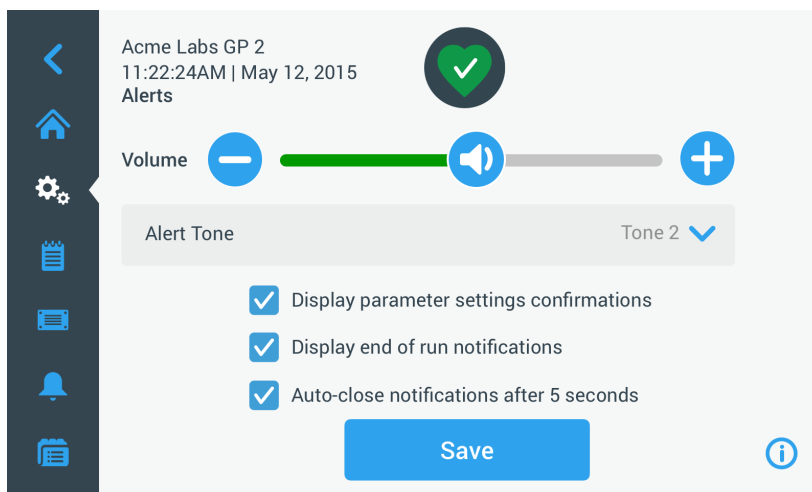 Acme Labs GP 2
11:22:24AM | May 12, 2015
Alerts
Volume
Alert Tone Tone 2
Display parameter settings confirmations
Display end of run notifications
Auto-close notifications after 5 seconds
Save